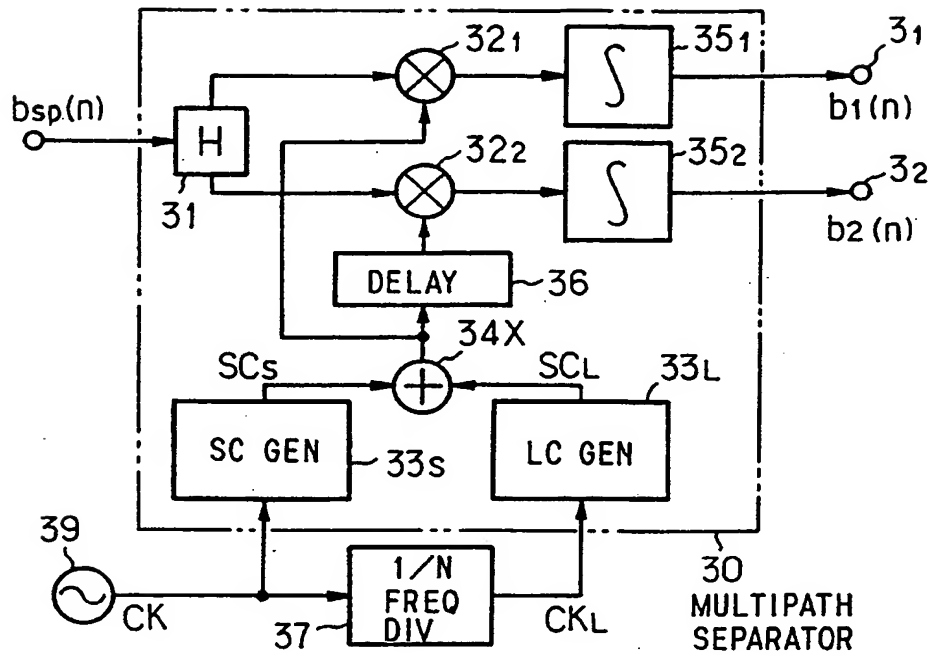 32₁
35₁
3₁
bsp(n)
b1(n)
H
31
32₂
35₂
3₂
b2(n)
DELAY
36
34X
SCs
SCL
33L
SC GEN
33s
LC GEN
39
CK
1/N
FREQ
DIV
37
CKL
30
MULTIPATH
SEPARATOR